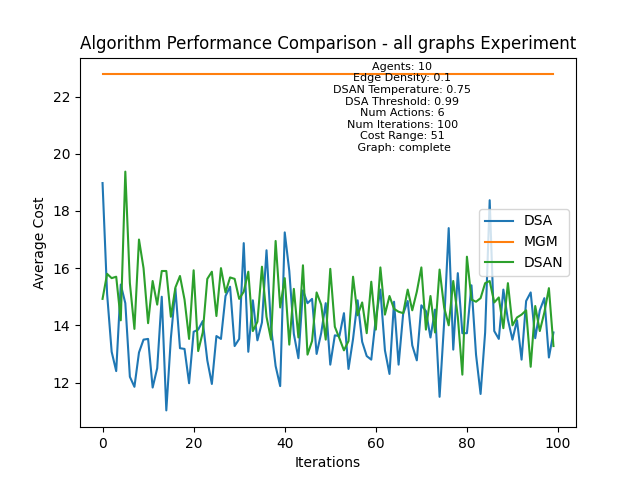 Algorithm Performance Comparison - all graphs Experiment
Agents: 10
Edge Density: 0.1
DSAN Temperature: 0.75
DSA Threshold: 0.99
Num Actions: 6
Num Iterations: 100
Cost Range: 51
Graph: complete
Average Cost
22
20
18
16
14
12
DSA
MGM
DSAN
0 20 40 60 80 100
Iterations